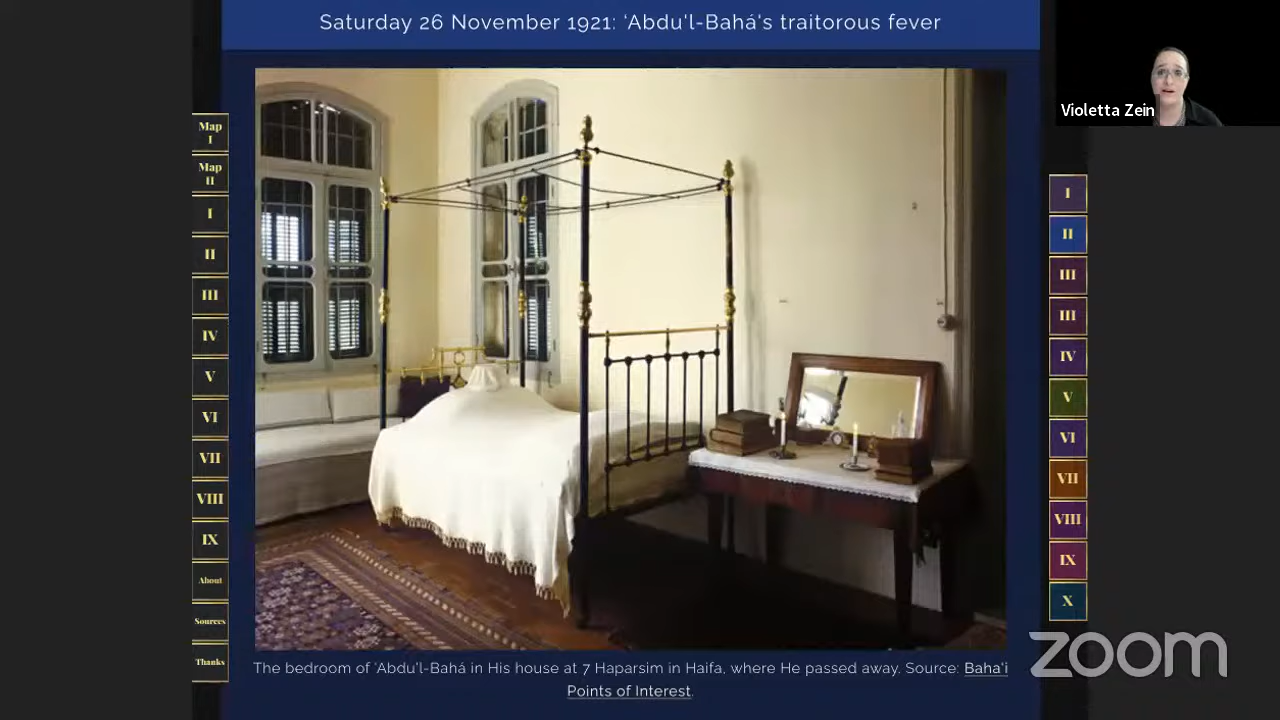 Saturday 26 November 1921: ‘Abdu'l-Bahá's traitorous fever
Violetta Zein
Map
I
Map
II
I
II
III
IV
V
VI
VII
VIII
IX
About
Sources
Thanks
I
II
III
III
IV
V
VI
VII
VIII
IX
X
The bedroom of ‘Abdu'l-Bahá in His house at 7 Haparsim in Haifa, where He passed away. Source: Baha'i
Points of Interest.
zoom